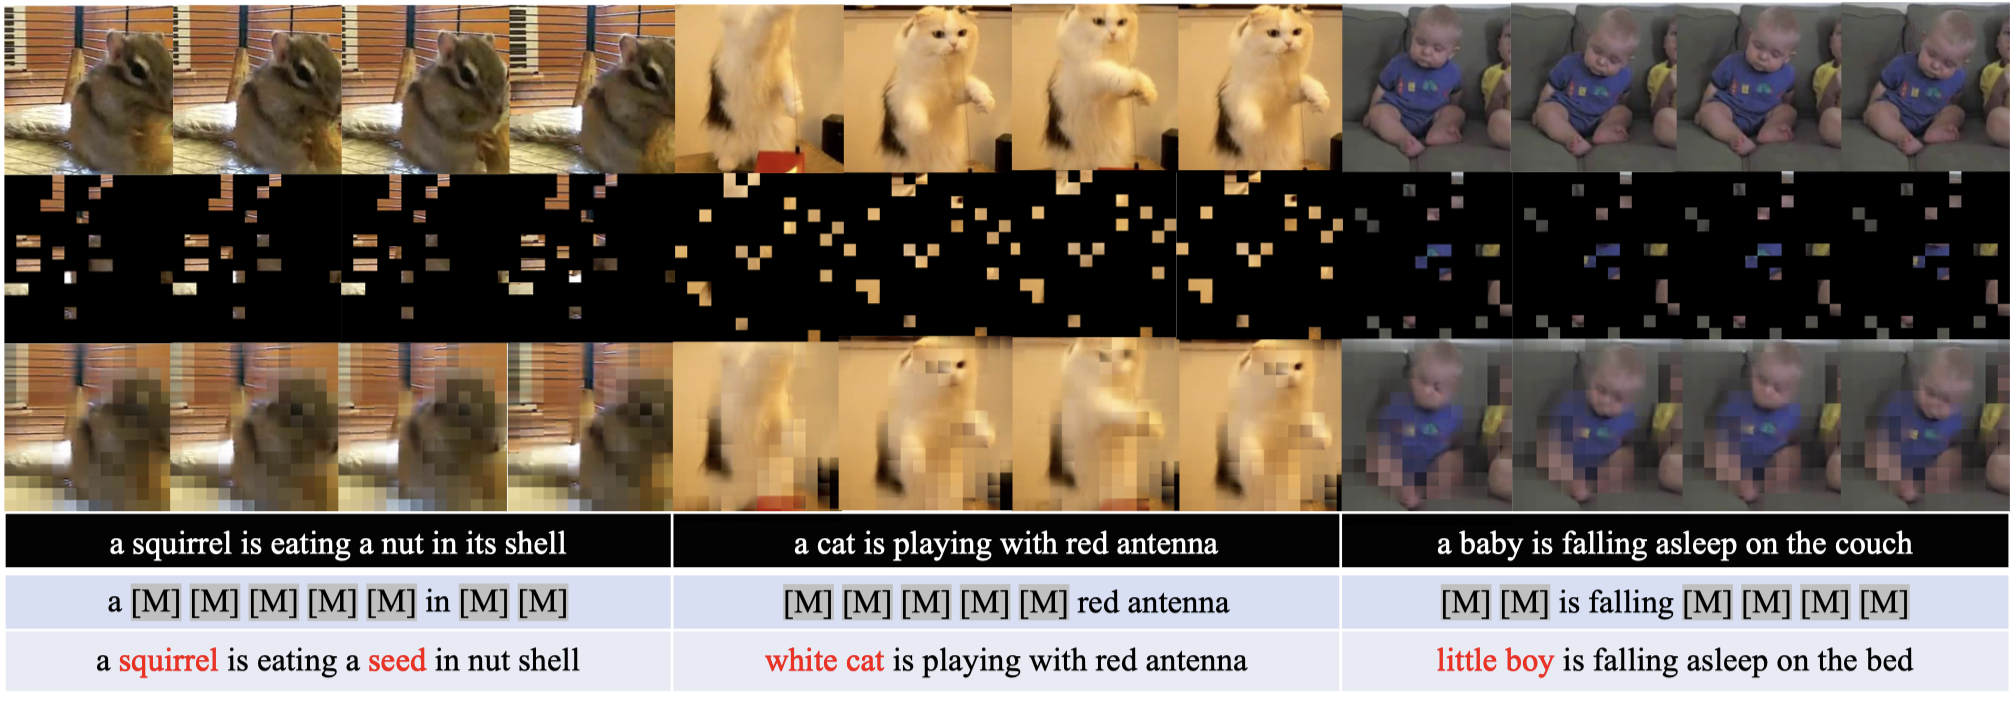 a squirrel is eating a nut in its shell
a cat is playing with red antenna
a baby is falling asleep on the couch
a [M] [M] [M] [M] [M] in [M] [M]
[M] [M] [M] [M] [M] red antenna
[M] [M] is falling [M] [M] [M] [M]
a squirrel is eating a seed in nut shell
white cat is playing with red antenna
little boy is falling asleep on the bed